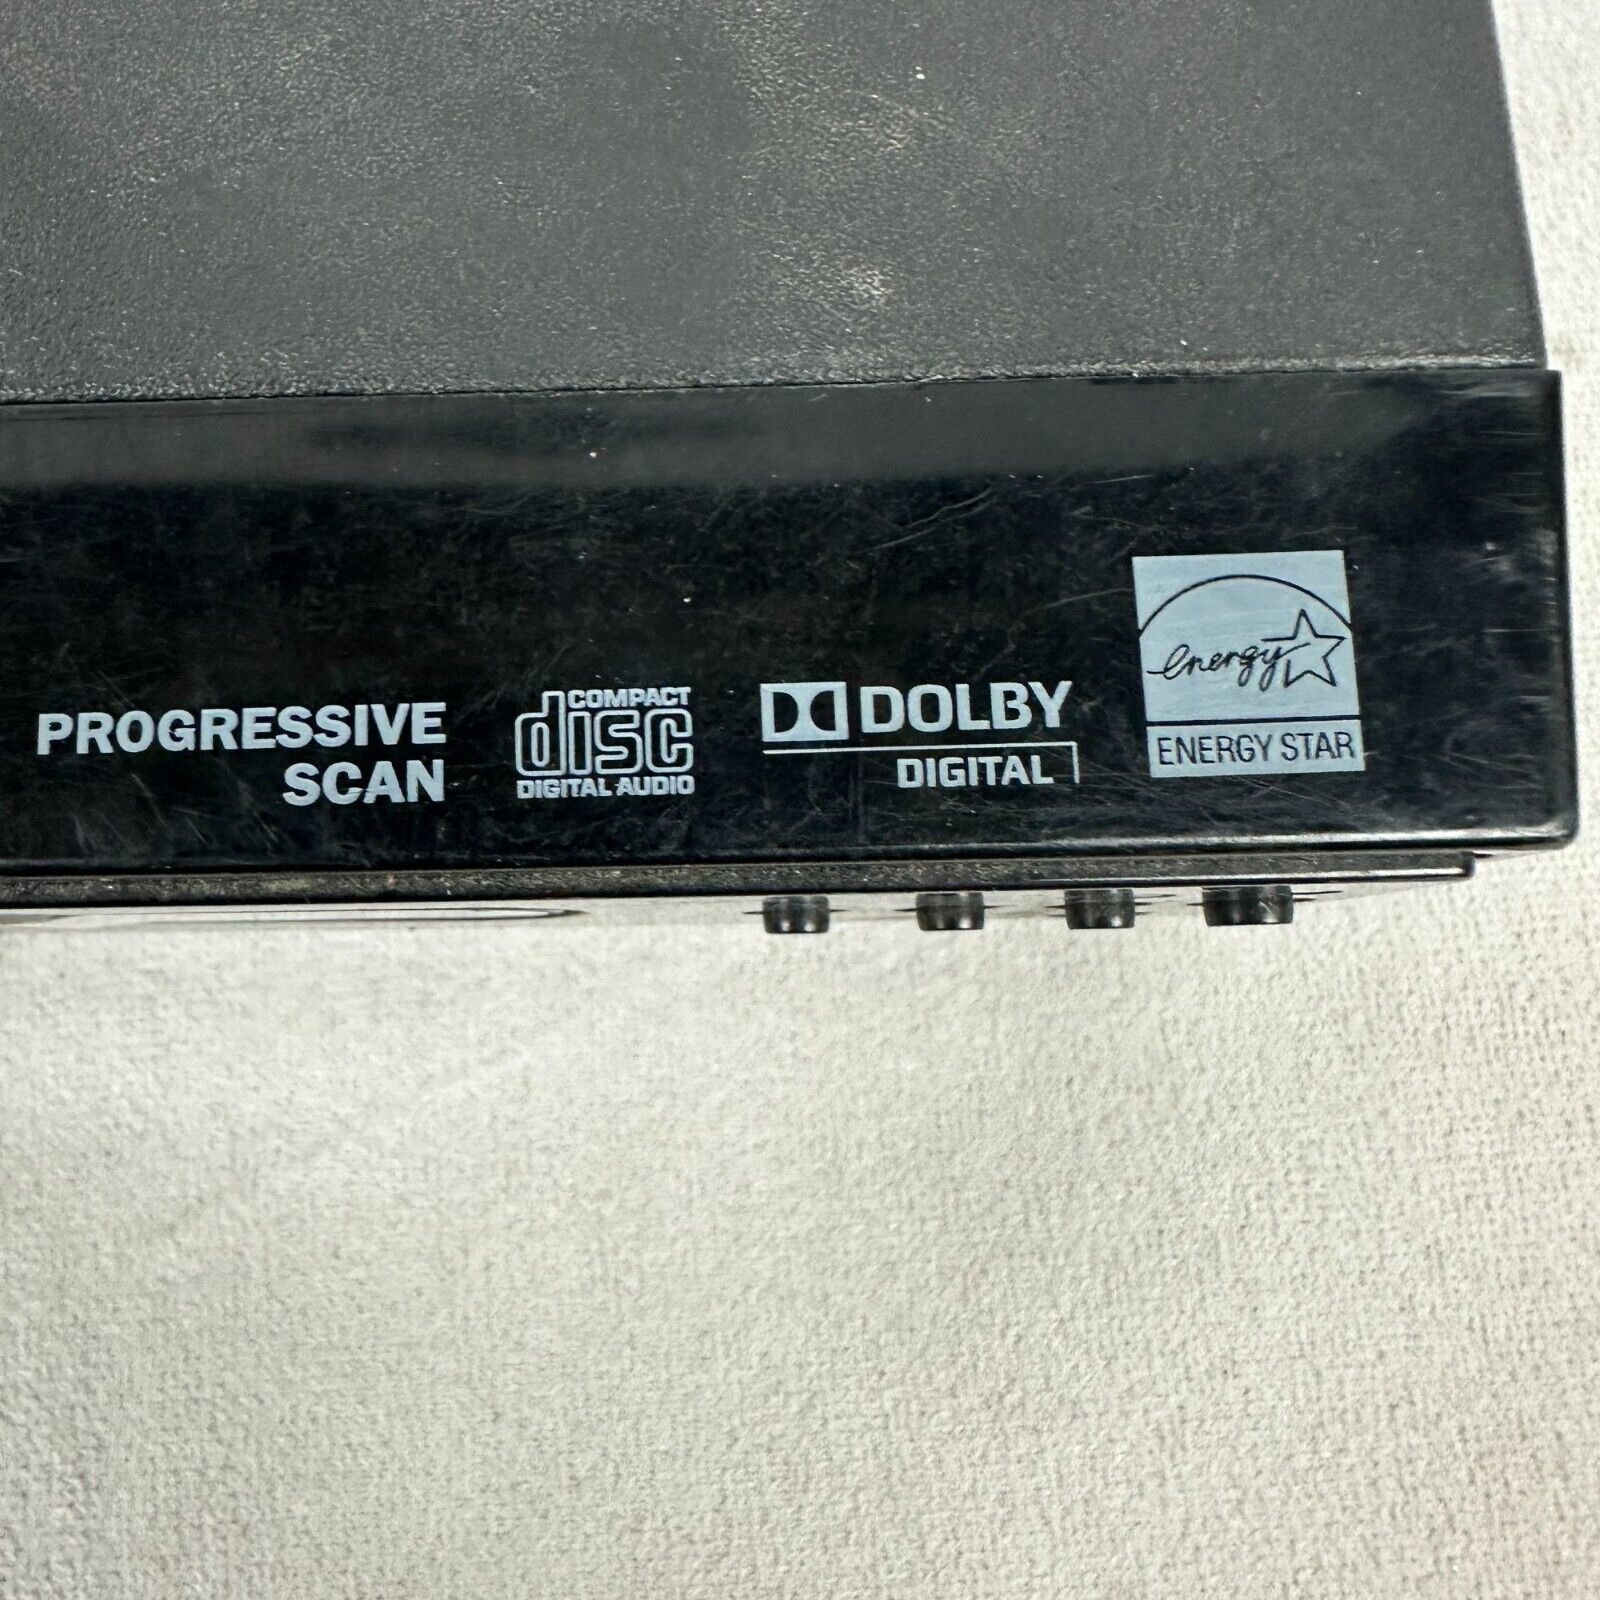 PROGRESSIVE
SCAN
COMPACT
disc
DIGITAL AUDIO
DOLBY
DIGITAL
energy
ENERGY STAR